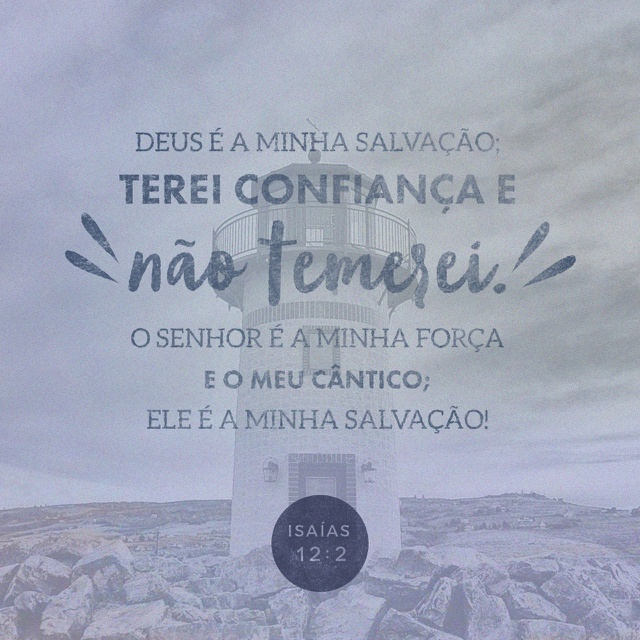 DEUS É A MINHA SALVAÇÃO;
TEREI CONFIANÇA E
não temerei.
O SENHOR É A MINHA FORÇA
E O MEU CÂNTICO;
ELE É A MINHA SALVAÇÃO!
ISAÍAS
12:2